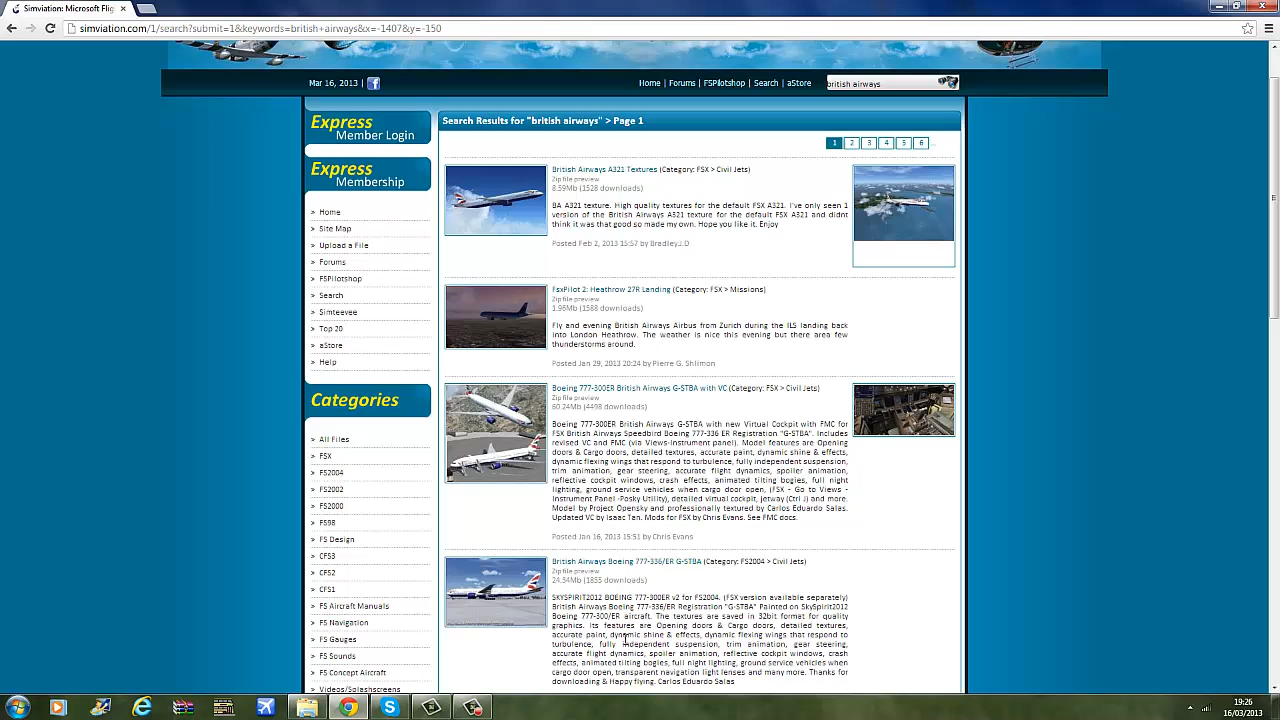 Simviation: Microsoft Flig
simviation.com/1/search?submit=1&keywords=british+airways&x=-1407&y=-150
Mar 16, 2013 |
Home | Forums | FSPilotshop | Search | aStore
british airways
Express
Member Login
Express
Membership
» Home
» Site Map
» Upload a File
» Forums
» FSPilotshop
» Search
» Simteevee
» Top 20
» aStore
» Help
Categories
» All Files
» FSX
» FS2004
» FS2002
» FS2000
» FS98
» FS Design
» CFS3
» CFS2
» CFS1
» FS Aircraft Manuals
» FS Navigation
» FS Gauges
» FS Sounds
» FS Concept Aircraft
» Videos/Splashscreens
Search Results for "british airways" > Page 1
1 2 3 4 5 6 ...
British Airways A321 Textures (Category: FSX > Civil Jets)
Zip file preview
8.59Mb (1528 downloads)
BA A321 texture. High quality textures for the default FSX A321. I've only seen 1
version of the British Airways A321 texture for the default FSX A321 and didnt
think it was that good so made my own. Hope you like it. Enjoy
Posted Feb 2, 2013 15:57 by Bradley.J.D
FsxPilot 2: Heathrow 27R Landing (Category: FSX > Missions)
Zip file preview
1.96Mb (1588 downloads)
Fly and evening British Airways Airbus from Zurich during the ILS landing back
into London Heathrow. The weather is nice this evening but there area few
thunderstorms around.
Posted Jan 29, 2013 20:24 by Pierre G. Shlimon
Boeing 777-300ER British Airways G-STBA with VC (Category: FSX > Civil Jets)
Zip file preview
60.24Mb (4498 downloads)
Boeing 777-300ER British Airways G-STBA with new Virtual Cockpit with FMC for
FSX British Airways Speedbird Boeing 777-336 ER Registration "G-STBA". Includes
revised VC and FMC (via Views-Instrument panel). Model features are Opening
doors & Cargo doors, detailed textures, accurate paint, dynamic shine & effects,
dynamic flexing wings that respond to turbulence, fully independent suspension,
trim animation, gear steering, accurate flight dynamics, spoiler animation,
reflective cockpit windows, crash effects, animated tilting bogies, full night
lighting, ground service vehicles when cargo door open, (FSX - Go to Views -
Instrument Panel -Posky Utility), detailed virtual cockpit, jetway (Ctrl J) and more.
Model by Project Opensky and professionally textured by Carlos Eduardo Salas.
Updated VC by Isaac Tan. Mods for FSX by Chris Evans. See FMC docs.
Posted Jan 16, 2013 15:51 by Chris Evans
British Airways Boeing 777-336/ER G-STBA (Category: FS2004 > Civil Jets)
Zip file preview
24.34Mb (1855 downloads)
SKYSPIRIT2012 BOEING 777-300ER v2 for FS2004. (FSX version available separately)
British Airways Boeing 777-336/ER Registration "G-STBA" Painted on SkySpirit2012
Boeing 777-300/ER aircraft. The textures are saved in 32bit format for quality
graphics. Its features are Opening doors & Cargo doors, detailed textures,
accurate paint, dynamic shine & effects, dynamic flexing wings that respond to
turbulence, fully independent suspension, trim animation, gear steering,
accurate flight dynamics, spoiler animation, reflective cockpit windows, crash
effects, animated tilting bogies, full night lighting, ground service vehicles when
cargo door open, transparent navigation light lenses and many more. Thanks for
downloading & Happy flying. Carlos Eduardo Salas
19:26
16/03/2013